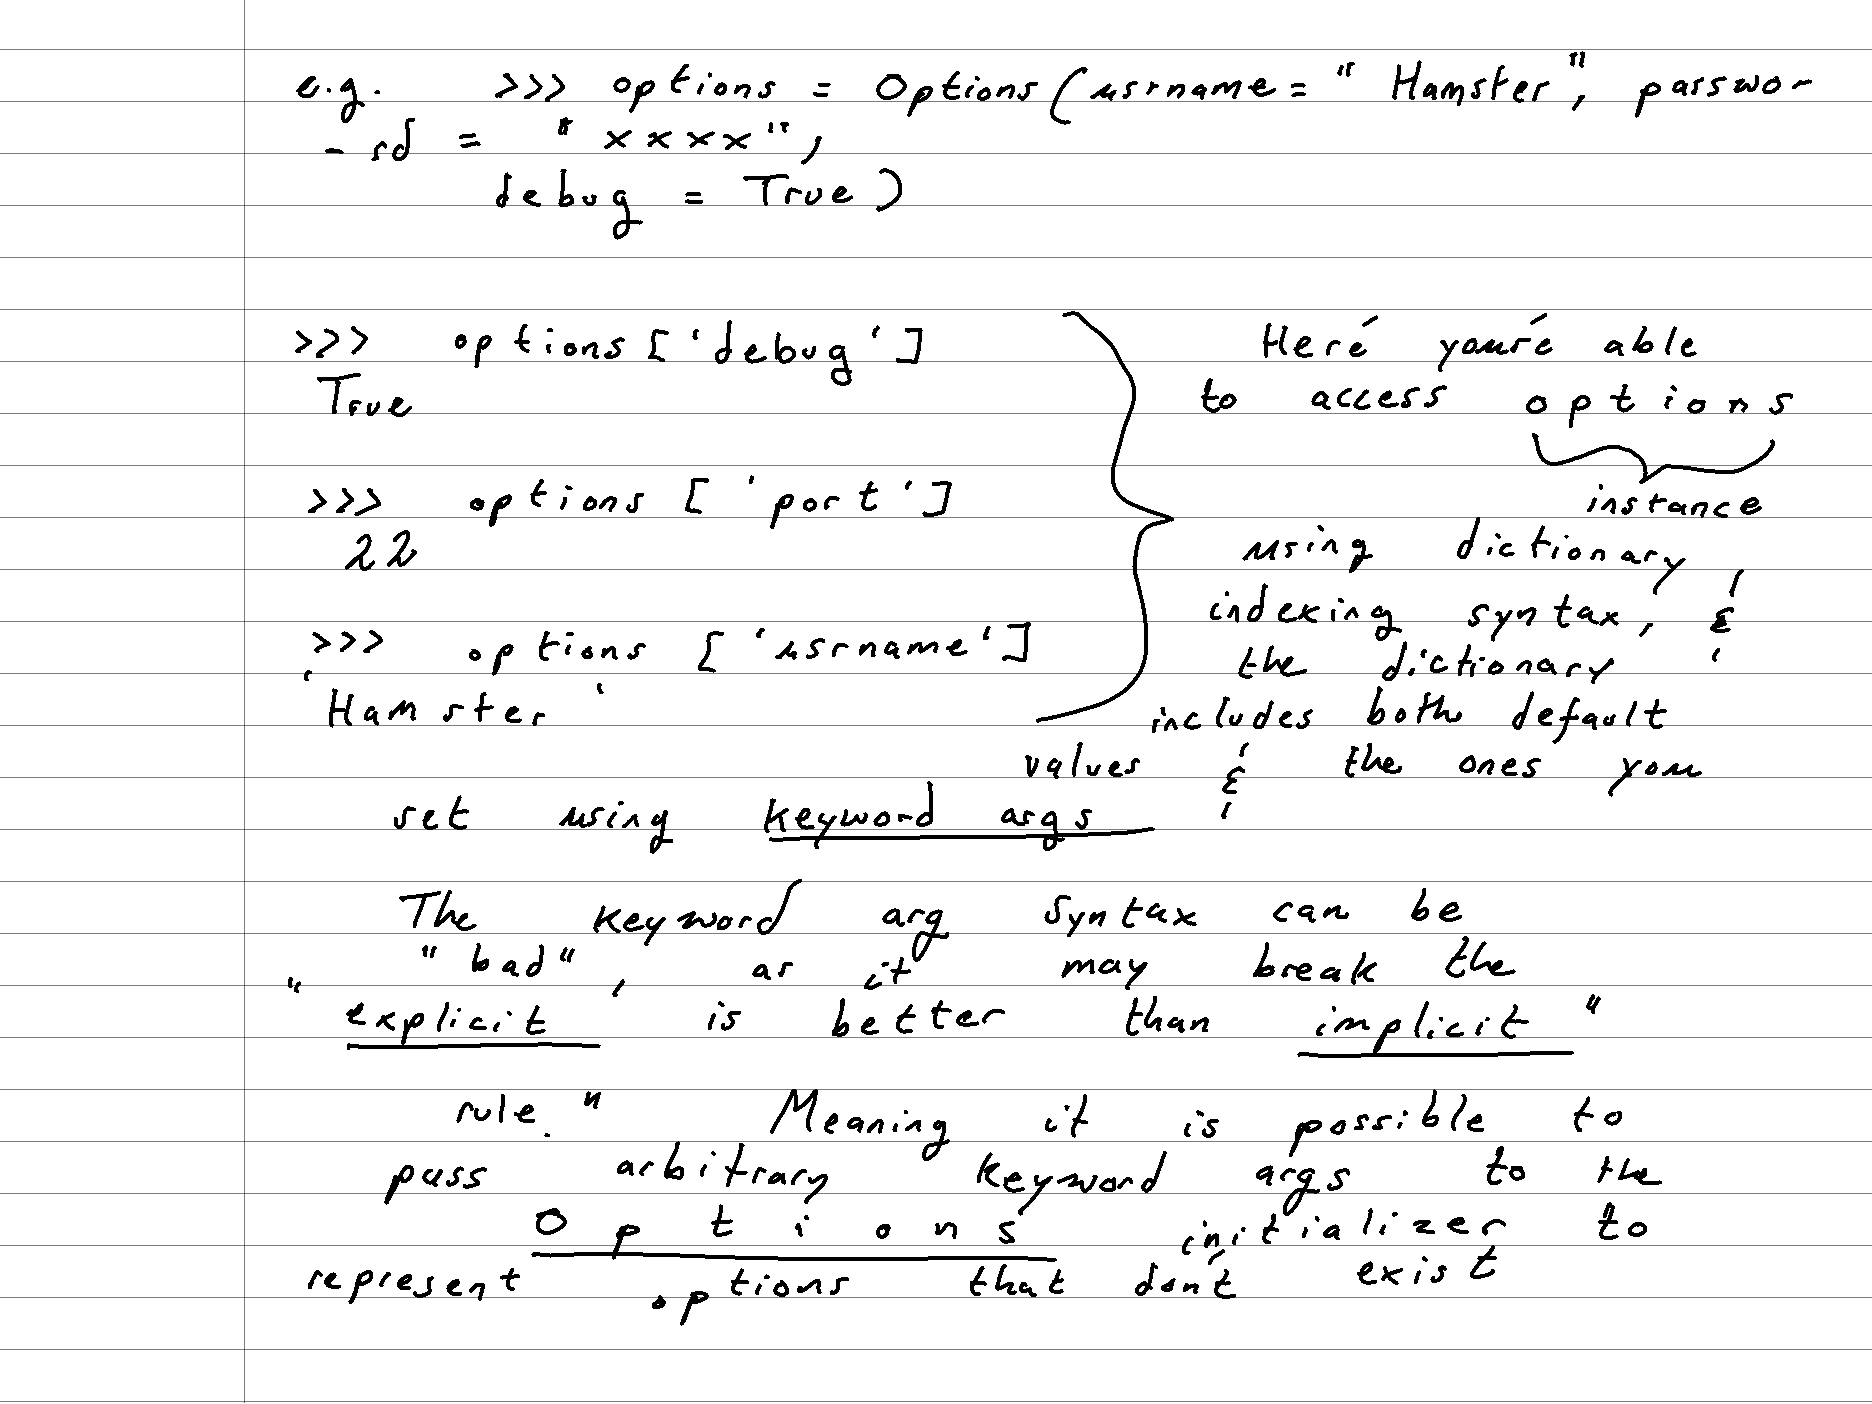 e.g. >>> options = Options(usrname = "Hamster", passwo-
- rd = "xxxx",
debug = True)
>>> options ['debug']
True
>>> options ['port']
22
>>> options ['usrname']
'Hamster'
Here you're able
to access options
instance
using dictionary
indexing syntax, &
the dictionary
includes both default
values & the ones you
set using keyword args
The keyword arg syntax can be
"bad", as it may break the
"explicit is better than implicit"
rule." Meaning it is possible to
pass arbitrary keyword args to the
Options initializer to
represent options that don't exist